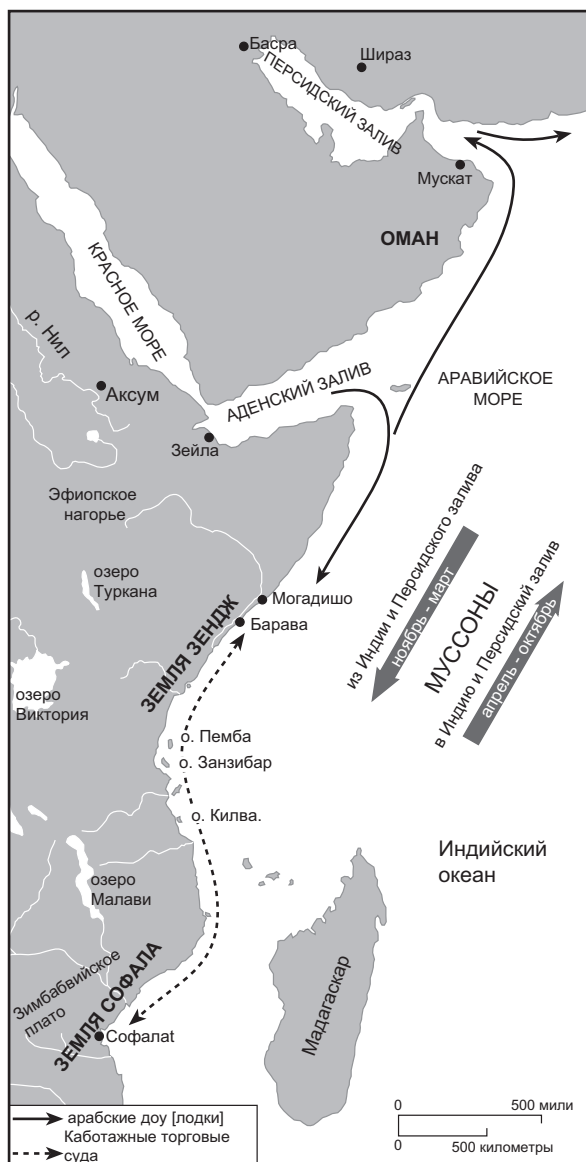 Басра
Шираз
ПЕРСИДСКИЙ ЗАЛИВ
Мускат
ОМАН
КРАСНОЕ МОРЕ
р. Нил
Аксум
АДЕНСКИЙ ЗАЛИВ
АРАВИЙСКОЕ
МОРЕ
Зейла
Эфиопское
нагорье
из Индии и Персидского залива
ноябрь - март
МУССОНЫ
в Индию и Персидский залив
апрель - октябрь
озеро
Туркана
Могадишо
Барава
ЗЕМЛЯ ЗЕНДЖ
озеро
Виктория
о. Пемба
о. Занзибар
о. Килва.
Индийский
океан
озеро
Малави
Зимбабвийское
плато
ЗЕМЛЯ СОФАЛА
Софалаt
Мадагаскар
арабские доу [лодки]
Каботажные торговые
суда
0 500 мили
0 500 километры